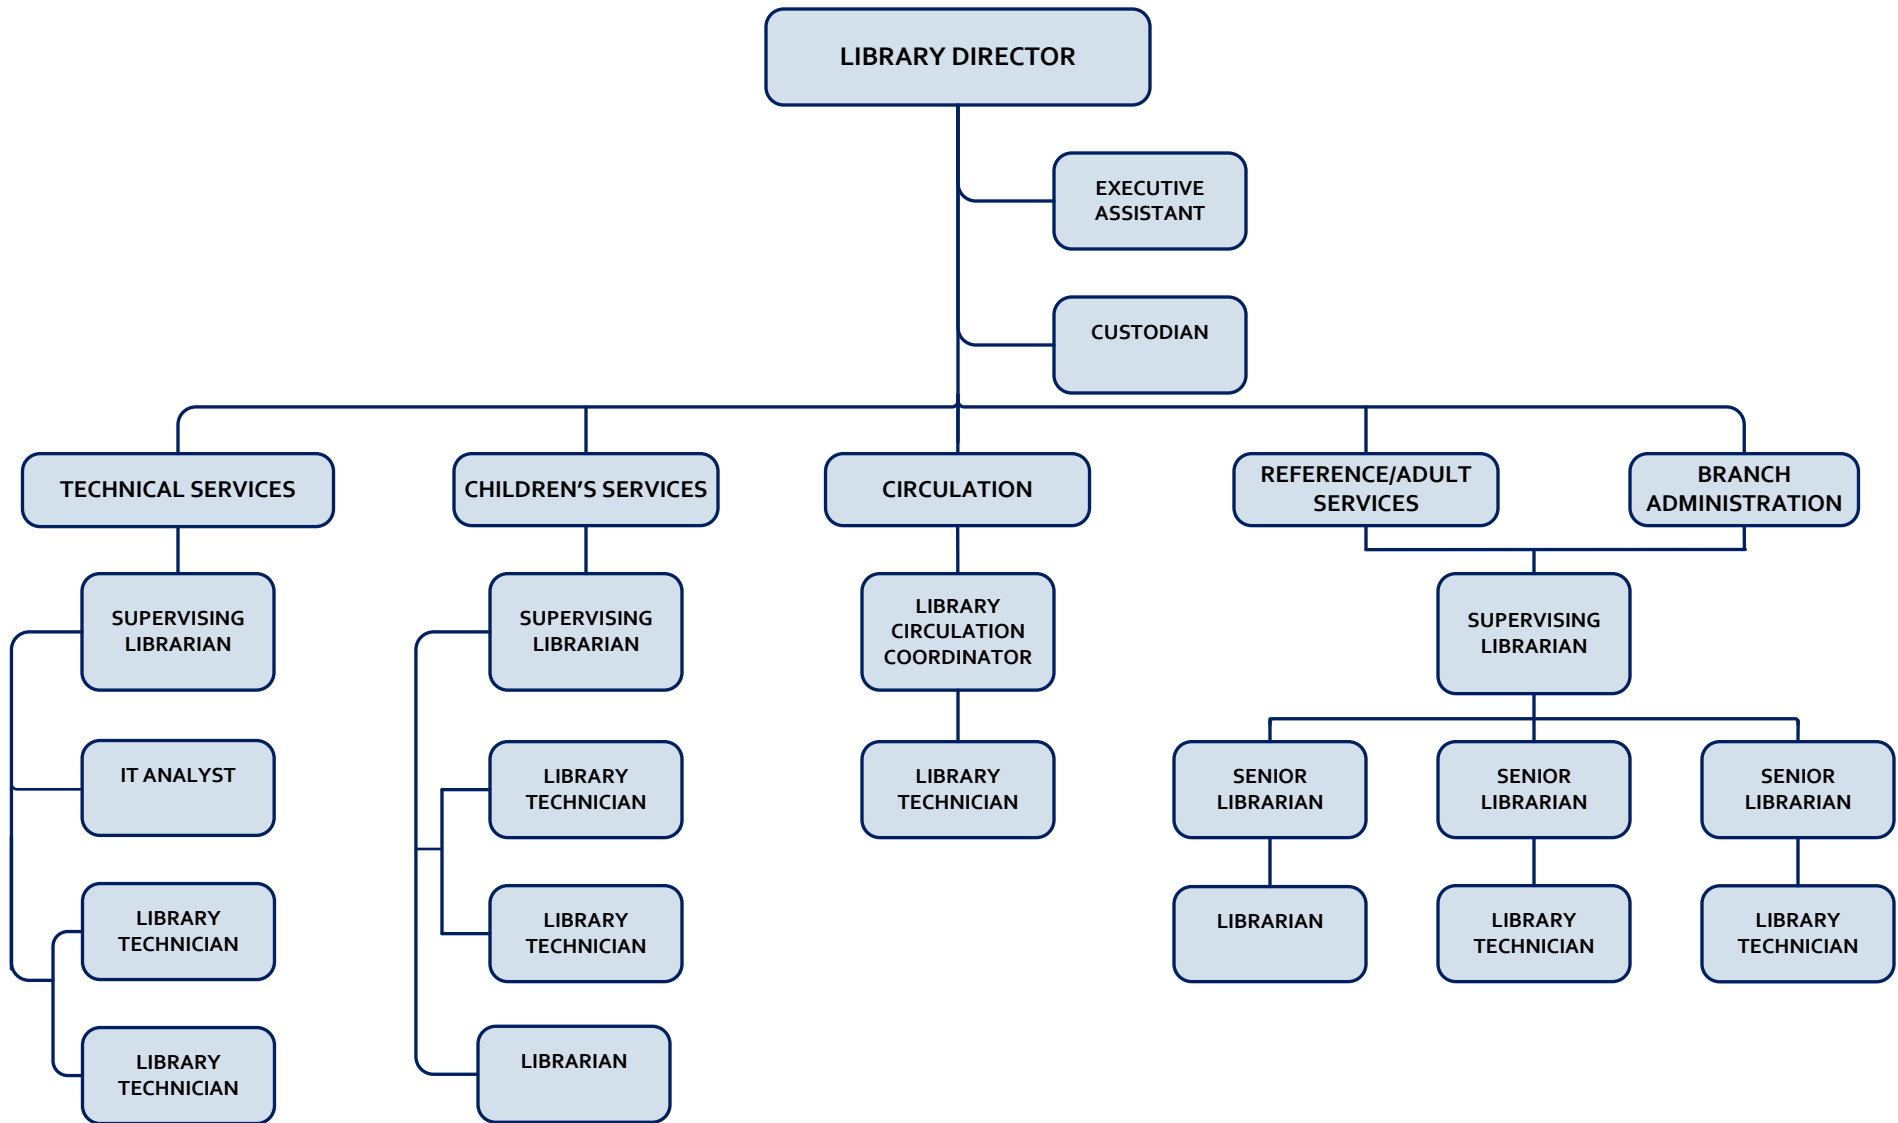 LIBRARY DIRECTOR
EXECUTIVE
ASSISTANT
CUSTODIAN
TECHNICAL SERVICES
CHILDREN’S SERVICES
CIRCULATION
REFERENCE/ADULT
SERVICES
BRANCH
ADMINISTRATION
SUPERVISING
LIBRARIAN
SUPERVISING
LIBRARIAN
LIBRARY
CIRCULATION
COORDINATOR
SUPERVISING
LIBRARIAN
IT ANALYST
LIBRARY
TECHNICIAN
LIBRARY
TECHNICIAN
SENIOR
LIBRARIAN
SENIOR
LIBRARIAN
SENIOR
LIBRARIAN
LIBRARY
TECHNICIAN
LIBRARY
TECHNICIAN
LIBRARIAN
LIBRARY
TECHNICIAN
LIBRARY
TECHNICIAN
LIBRARY
TECHNICIAN
LIBRARIAN